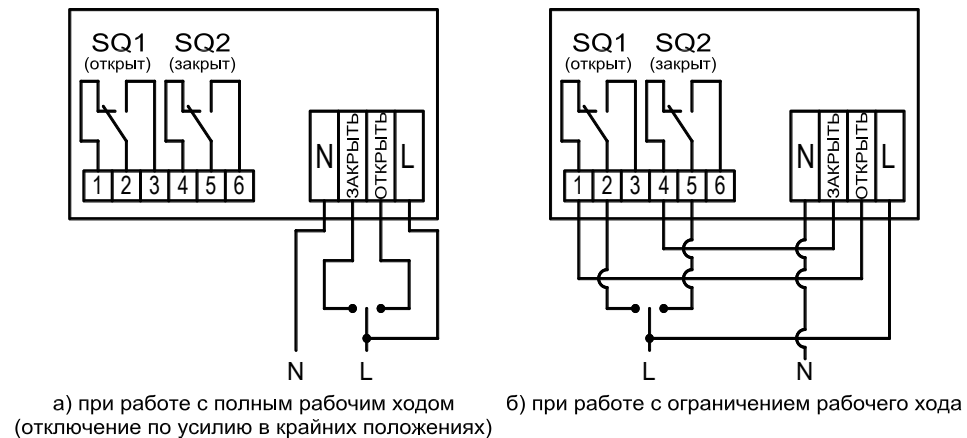 SQ1 SQ2
(открыт) (закрыт)
N ЗАКРЫТЬ ОТКРЫТЬ L
1 2 3 4 5 6
N L
а) при работе с полным рабочим ходом
(отключение по усилию в крайних положениях)
SQ1 SQ2
(открыт) (закрыт)
N ЗАКРЫТЬ ОТКРЫТЬ L
1 2 3 4 5 6
L N
б) при работе с ограничением рабочего хода